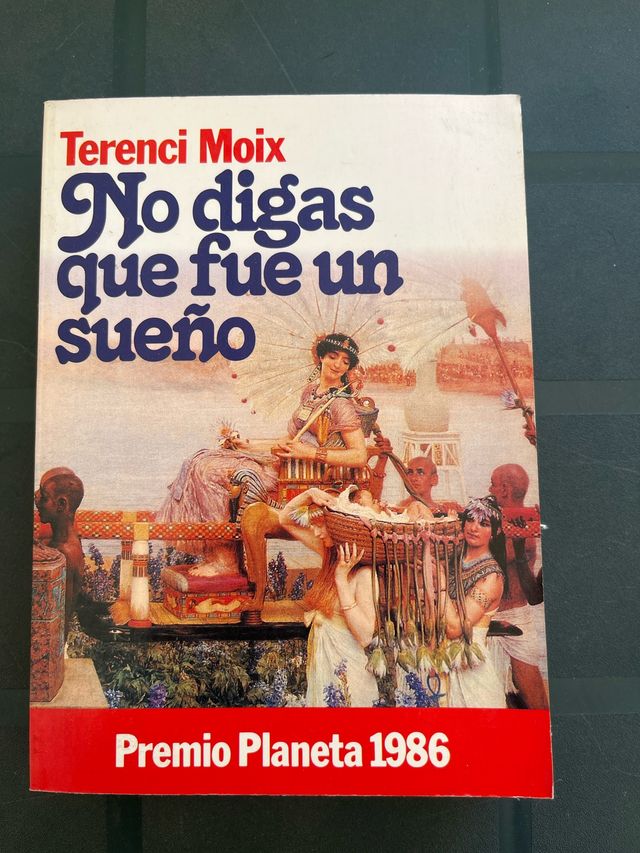 Terenci Moix
No digas
que fue un
sueño
Premio Planeta 1986